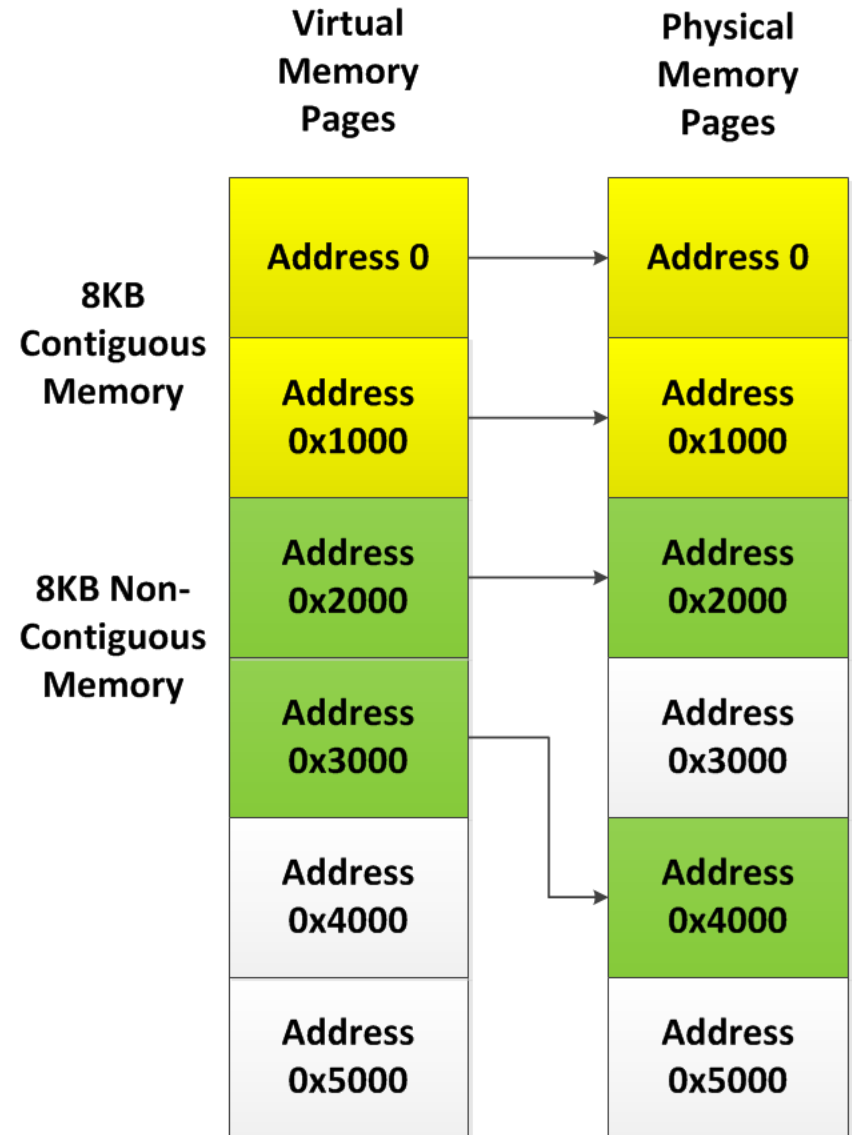 Virtual
Memory
Pages
Physical
Memory
Pages
8KB
Contiguous
Memory
8KB Non-
Contiguous
Memory
Address 0
Address
0x1000
Address
0x2000
Address
0x3000
Address
0x4000
Address
0x5000
Address 0
Address
0x1000
Address
0x2000
Address
0x3000
Address
0x4000
Address
0x5000